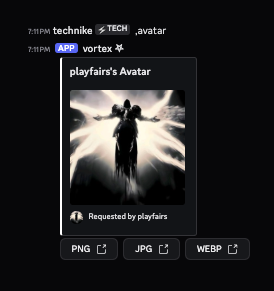 7:11 PM technike TECH ,avatar
7:11 PM APP vortex
playfairs's Avatar
Requested by playfairs
PNG JPG WEBP